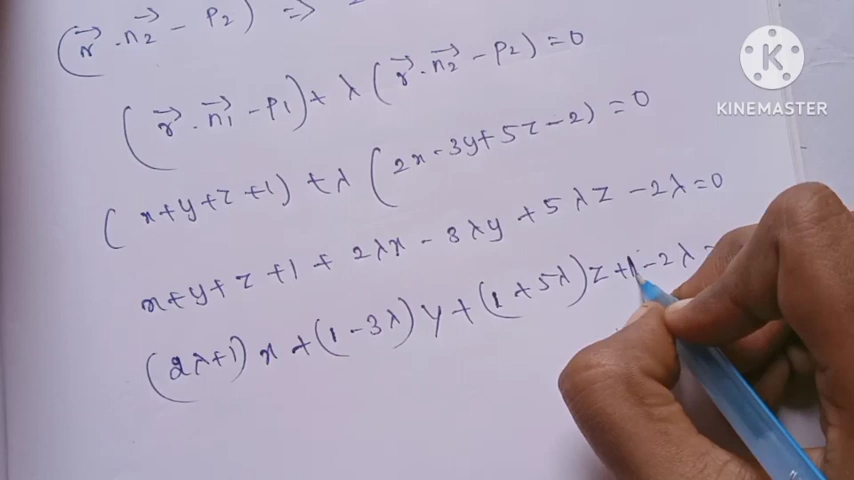 (r⃗ . n⃗2 - P2) ⇒
(r⃗ . n⃗1 - P1) + λ (r⃗ . n⃗2 - P2) = 0
(x+y+z+1) + λ (2x - 3y + 5z - 2) = 0
x+y+z+1 + 2λx - 3λy + 5λz - 2λ = 0
(2λ+1) x + (1 - 3λ) y + (1 + 5λ) z + 1 - 2λ =
KINEMASTER